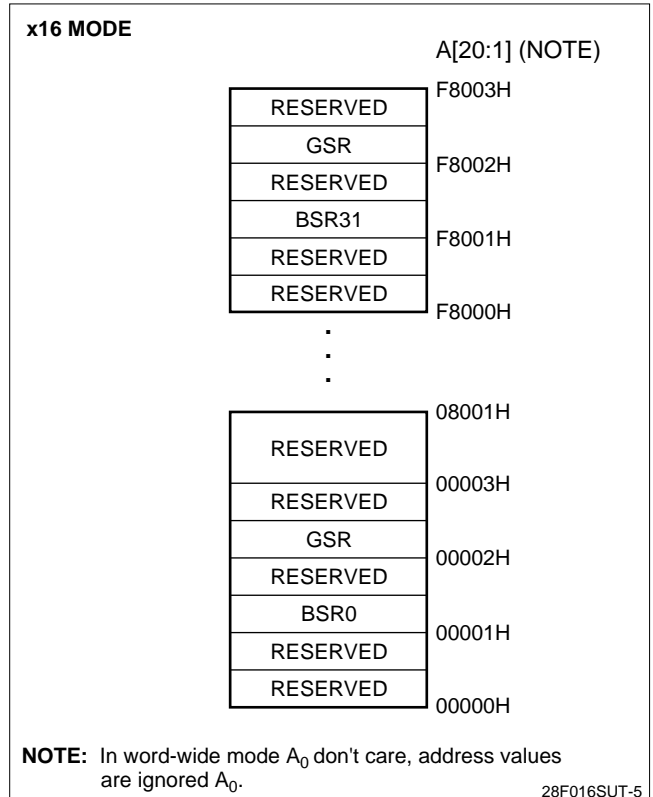 x16 MODE
A[20:1] (NOTE)
F8003H
RESERVED
GSR
F8002H
RESERVED
BSR31
F8001H
RESERVED
RESERVED
F8000H
.
.
.
08001H
RESERVED
00003H
RESERVED
GSR
00002H
RESERVED
BSR0
00001H
RESERVED
RESERVED
00000H
NOTE: In word-wide mode A₀ don't care, address values
are ignored A₀.
28F016SUT-5